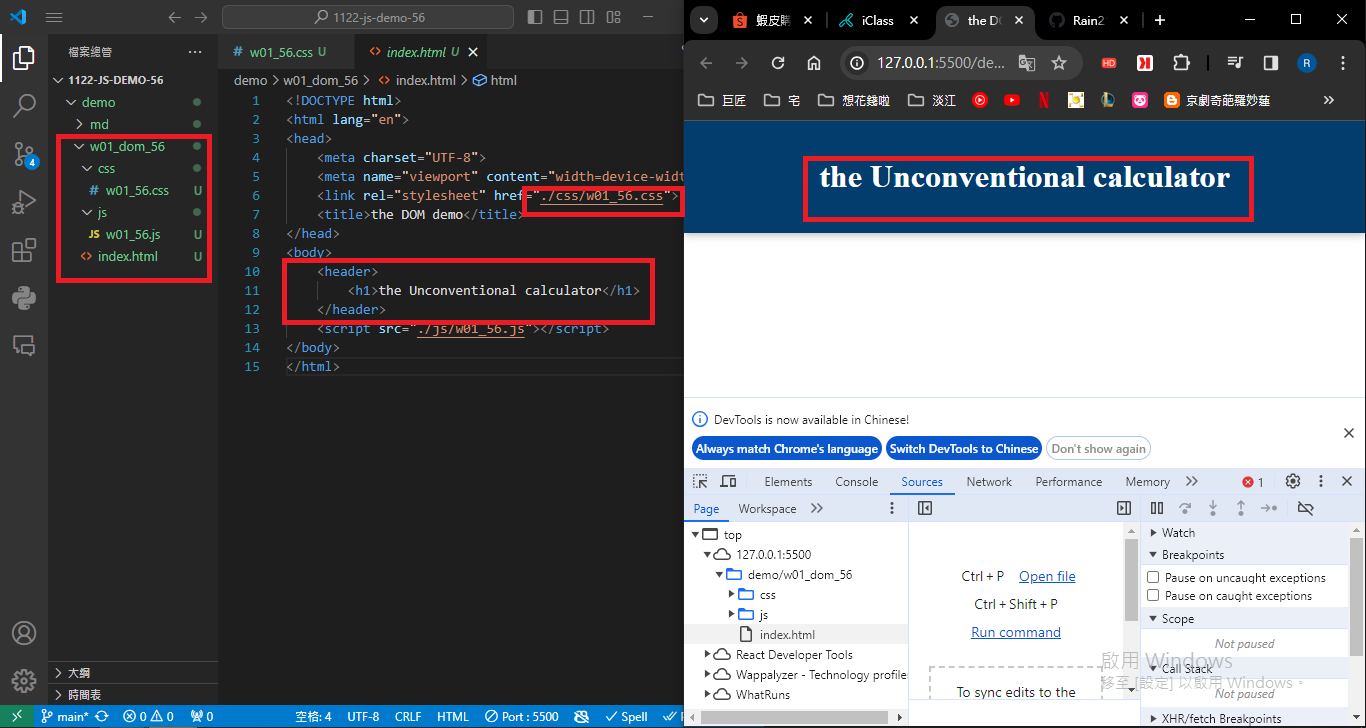 1122-js-demo-56
檔案總管
1122-JS-DEMO-56
demo
md
w01_dom_56
css
# w01_56.css U
js
JS w01_56.js U
<> index.html U
大綱
時間表
# w01_56.css U
<> index.html U
demo > w01_dom_56 > index.html > html
1 <!DOCTYPE html>
2 <html lang="en">
3 <head>
4 <meta charset="UTF-8">
5 <meta name="viewport" content="width=device-widt
6 <link rel="stylesheet" href="./css/w01_56.css">
7 <title>the DOM demo</title>
8 </head>
9 <body>
10 <header>
11 <h1>the Unconventional calculator</h1>
12 </header>
13 <script src="./js/w01_56.js"></script>
14 </body>
15 </html>
4
main* 0 0 0 空格: 4 UTF-8 CRLF HTML Port : 5500 Spell
蝦皮購 iClass the DO Rain2
127.0.0.1:5500/de... HD R
巨匠 宅 想花錢啦 淡江 京劇奇葩羅妙蕬
the Unconventional calculator
DevTools is now available in Chinese!
Always match Chrome's language Switch DevTools to Chinese Don't show again
Elements Console Sources Network Performance Memory 1
Page Workspace
top
127.0.0.1:5500
demo/w01_dom_56
css
js
index.html
React Developer Tools
Wappalyzer - Technology profile
WhatRuns
Ctrl + P Open file
Ctrl + Shift + P
Run command
To sync edits to the
Watch
Breakpoints
Pause on uncaught exceptions
Pause on caught exceptions
Scope
Not paused
Call Stack
Not paused
XHR/fetch Breakpoints
啟用 Windows
移至 [設定] 以啟用 Windows。